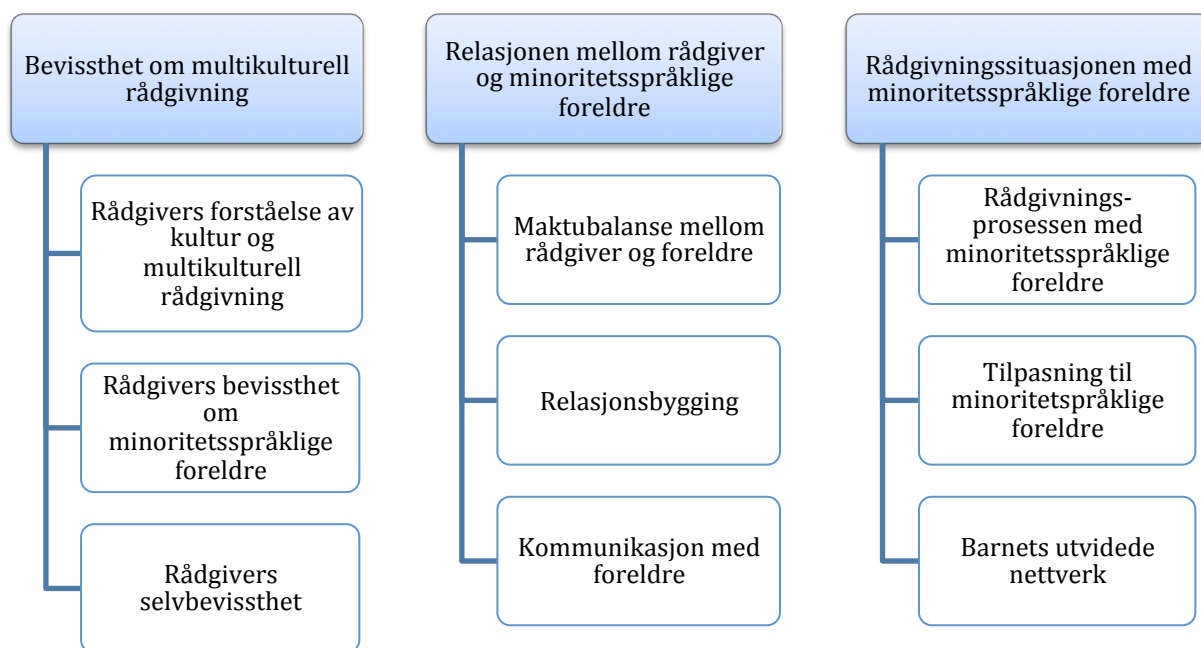 Bevissthet om multikulturell
rådgivning
Rådgivers forståelse av
kultur og
multikulturell
rådgivning
Rådgivers bevissthet
om
minoritetsspråklige
foreldre
Rådgivers
selvbevissthet
Relasjonen mellom rådgiver
og minoritetsspråklige
foreldre
Maktubalanse mellom
rådgiver og foreldre
Relasjonsbygging
Kommunikasjon med
foreldre
Rådgivningssituasjonen med
minoritetsspråklige foreldre
Rådgivnings-
prosessen med
minoritetsspråklige
foreldre
Tilpasning til
minoritetspråklige
foreldre
Barnets utvidede
nettverk